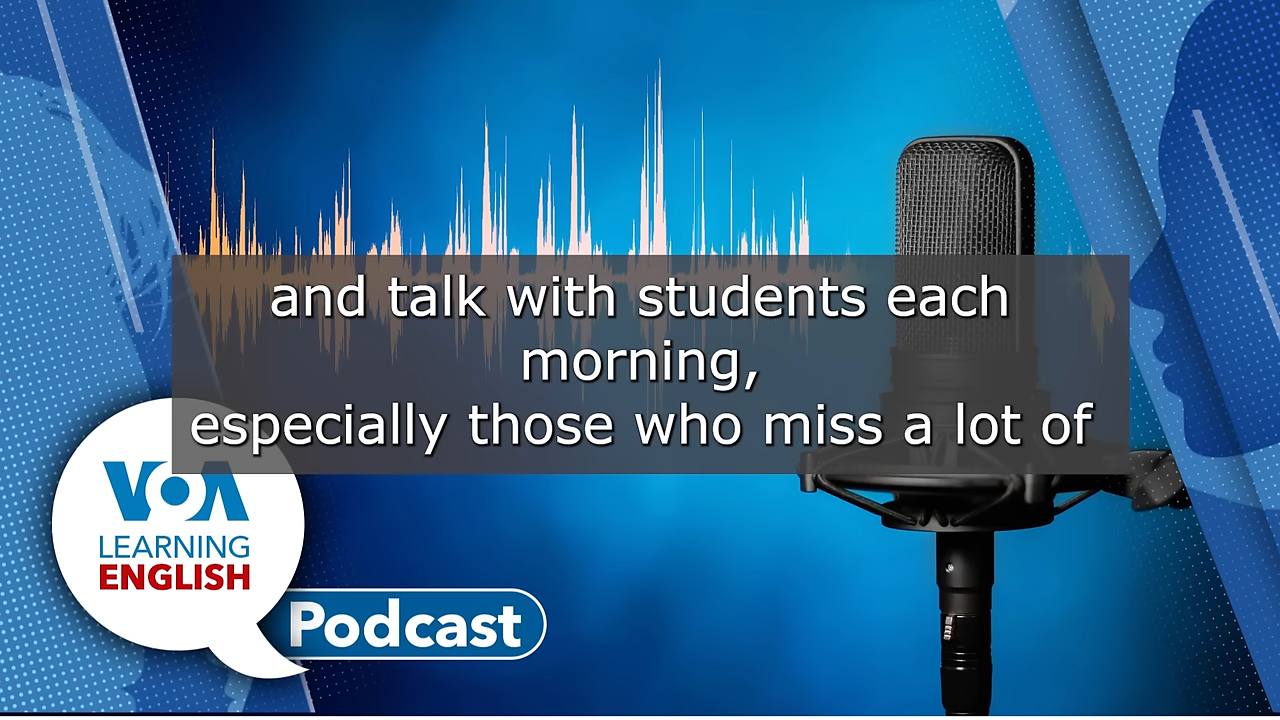 and talk with students each
morning,
especially those who miss a lot of
VOA
LEARNING
ENGLISH
Podcast